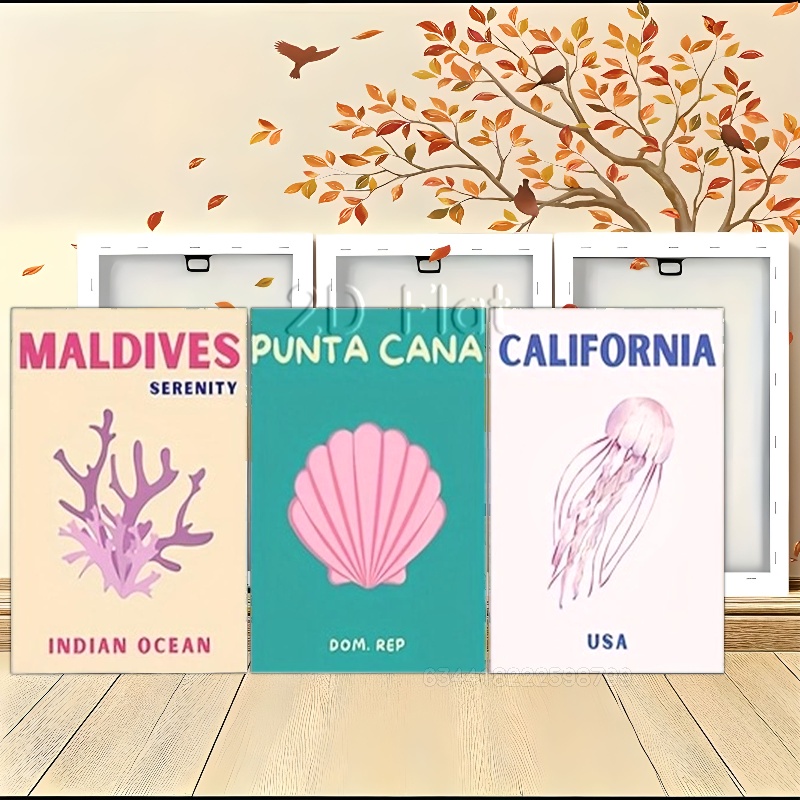 2D Flat
MALDIVES
SERENITY
INDIAN OCEAN
PUNTA CANA
DOM. REP
CALIFORNIA
USA